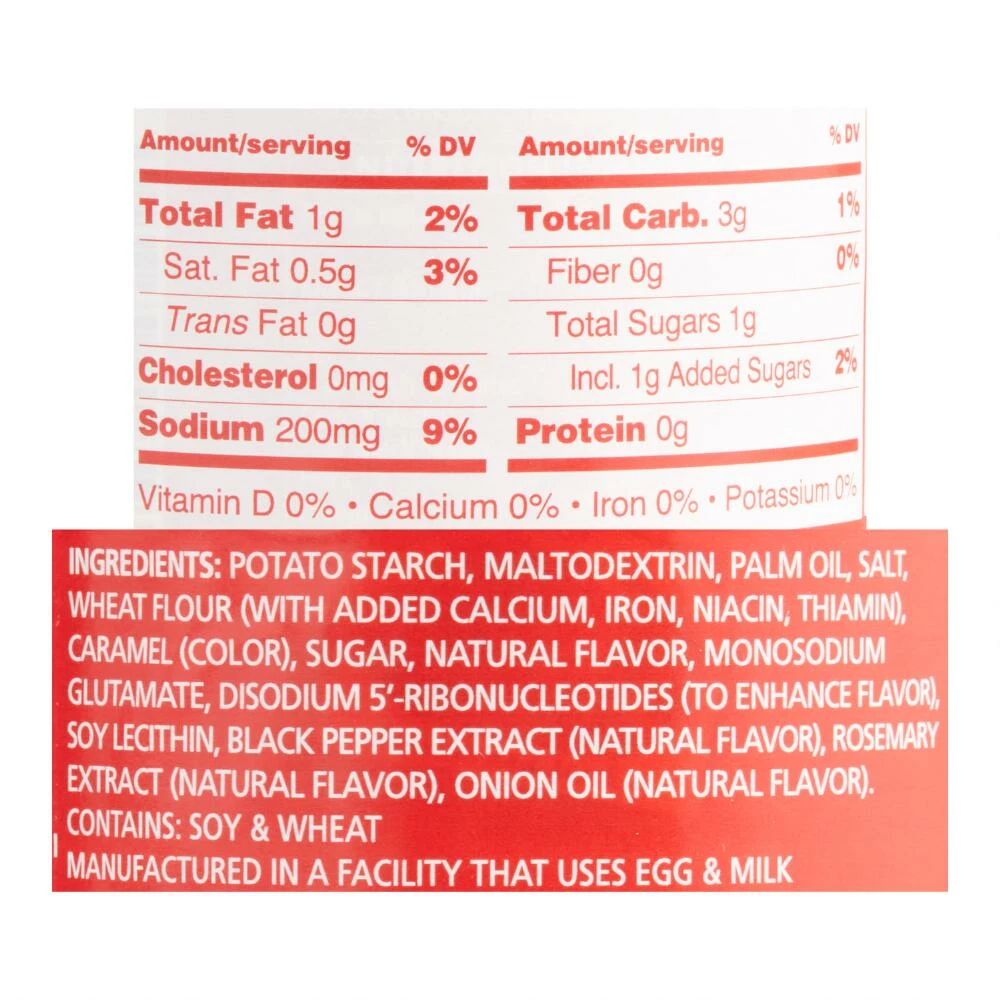 Amount/serving % DV
Total Fat 1g 2%
Sat. Fat 0.5g 3%
Trans Fat 0g
Cholesterol 0mg 0%
Sodium 200mg 9%
Amount/serving % DV
Total Carb. 3g 1%
Fiber 0g 0%
Total Sugars 1g
Incl. 1g Added Sugars 2%
Protein 0g
Vitamin D 0% • Calcium 0% • Iron 0% • Potassium 0%
INGREDIENTS: POTATO STARCH, MALTODEXTRIN, PALM OIL, SALT,
WHEAT FLOUR (WITH ADDED CALCIUM, IRON, NIACIN, THIAMIN),
CARAMEL (COLOR), SUGAR, NATURAL FLAVOR, MONOSODIUM
GLUTAMATE, DISODIUM 5’-RIBONUCLEOTIDES (TO ENHANCE FLAVOR),
SOY LECITHIN, BLACK PEPPER EXTRACT (NATURAL FLAVOR), ROSEMARY
EXTRACT (NATURAL FLAVOR), ONION OIL (NATURAL FLAVOR).
CONTAINS: SOY & WHEAT
MANUFACTURED IN A FACILITY THAT USES EGG & MILK